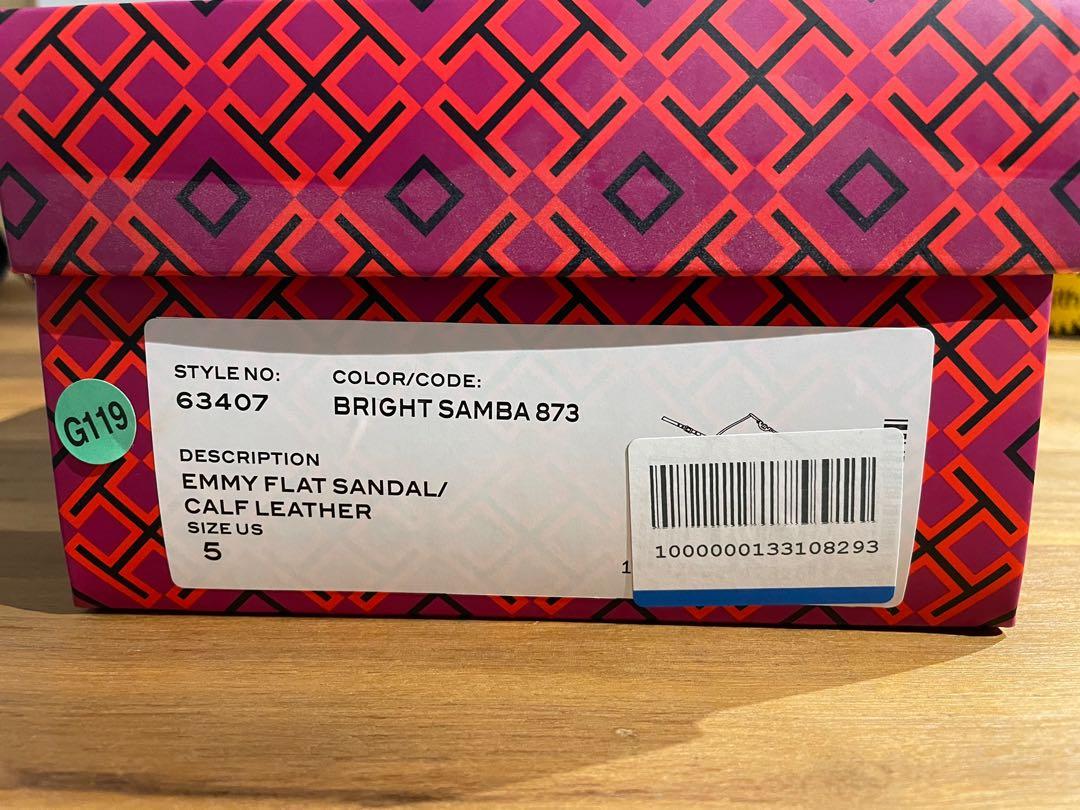 STYLE NO:
63407
COLOR/CODE:
BRIGHT SAMBA 873
G119
DESCRIPTION
EMMY FLAT SANDAL/
CALF LEATHER
SIZE US
5
1000000133108293
1